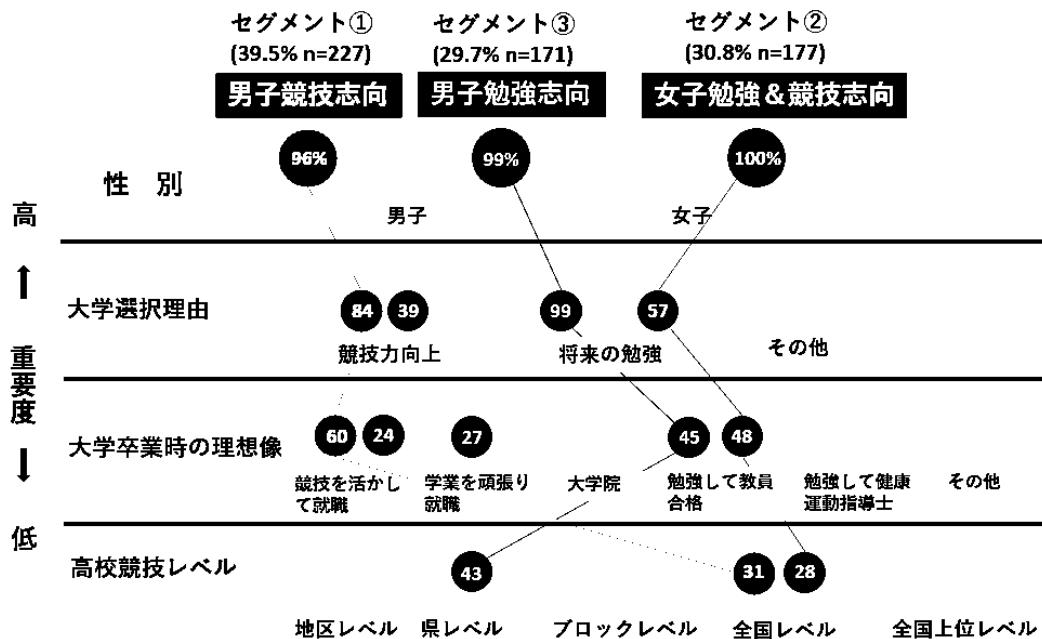 セグメント① セグメント③ セグメント②
(39.5% n=227) (29.7% n=171) (30.8% n=177)
男子競技志向 男子勉強志向 女子勉強&競技志向
96% 99% 100%
性 別
高
男子 女子
大学選択理由
84 39 99 57
競技力向上 将来の勉強 その他
重要度
大学卒業時の理想像
60 24 27 45 48
競技を活かし 学業を頑張り 大学院 勉強して教員 勉強して健康 その他
て就職 就職 合格 運動指導士
低
高校競技レベル
43 31 28
地区レベル 県レベル ブロックレベル 全国レベル 全国上位レベル